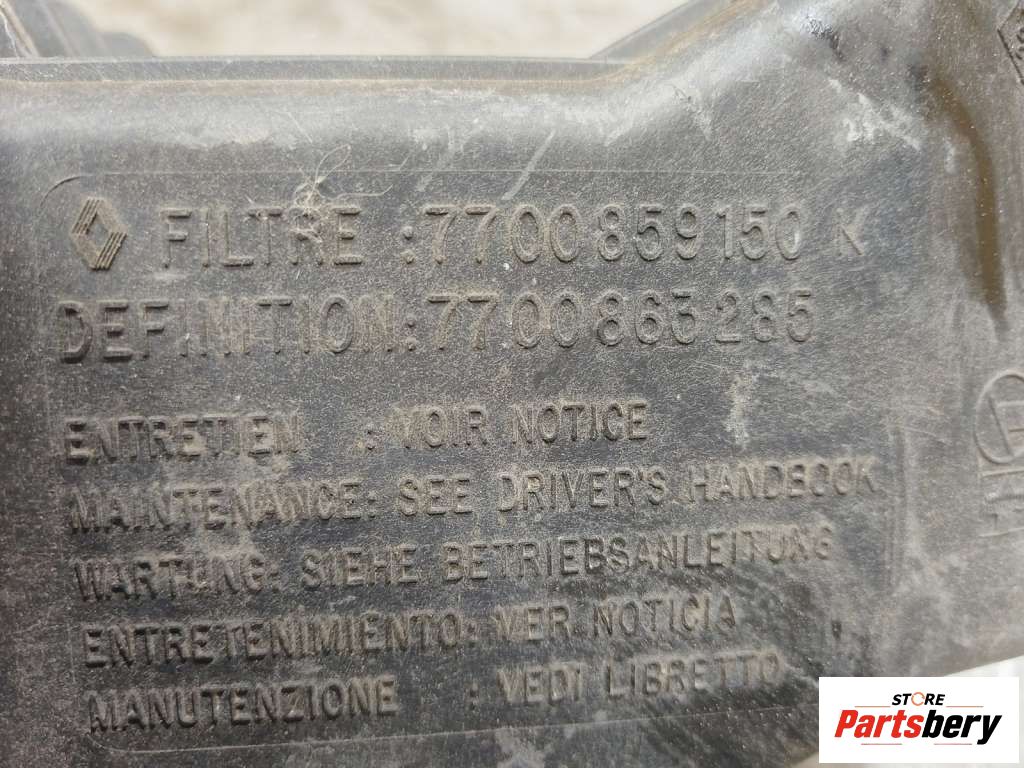 FILTRE :7700859150 K
DEFINITION:7700863285
ENTRETIEN : VOIR NOTICE
MAINTENANCE: SEE DRIVER'S HANDBOOK
WARTUNG: SIEHE BETRIEBSANLEITUNG
ENTRETENIMIENTO: VER NOTICIA
MANUTENZIONE : VEDI LIBRETTO
STORE
Partsbery